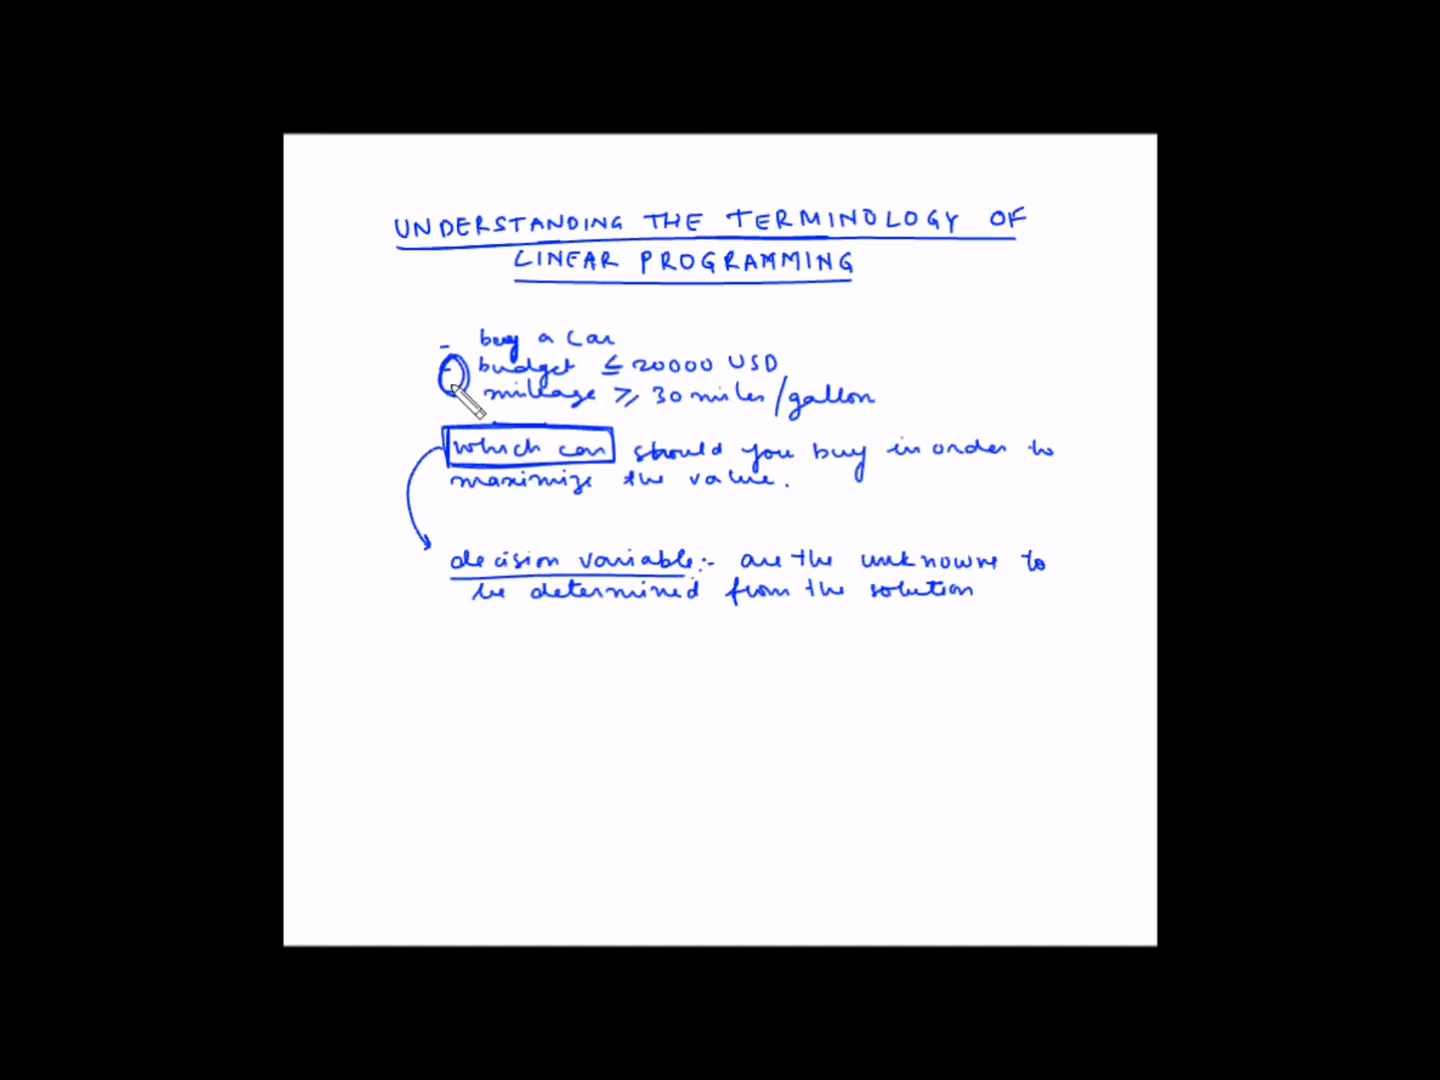 UNDERSTANDING THE TERMINOLOGY OF
LINEAR PROGRAMMING
- buy a car
- budget ≤ 20000 USD
mileage ≥ 30 miles/gallon
which car should you buy in order to
maximize the value.
decision variable:- are the unknowns to
be determined from the solution